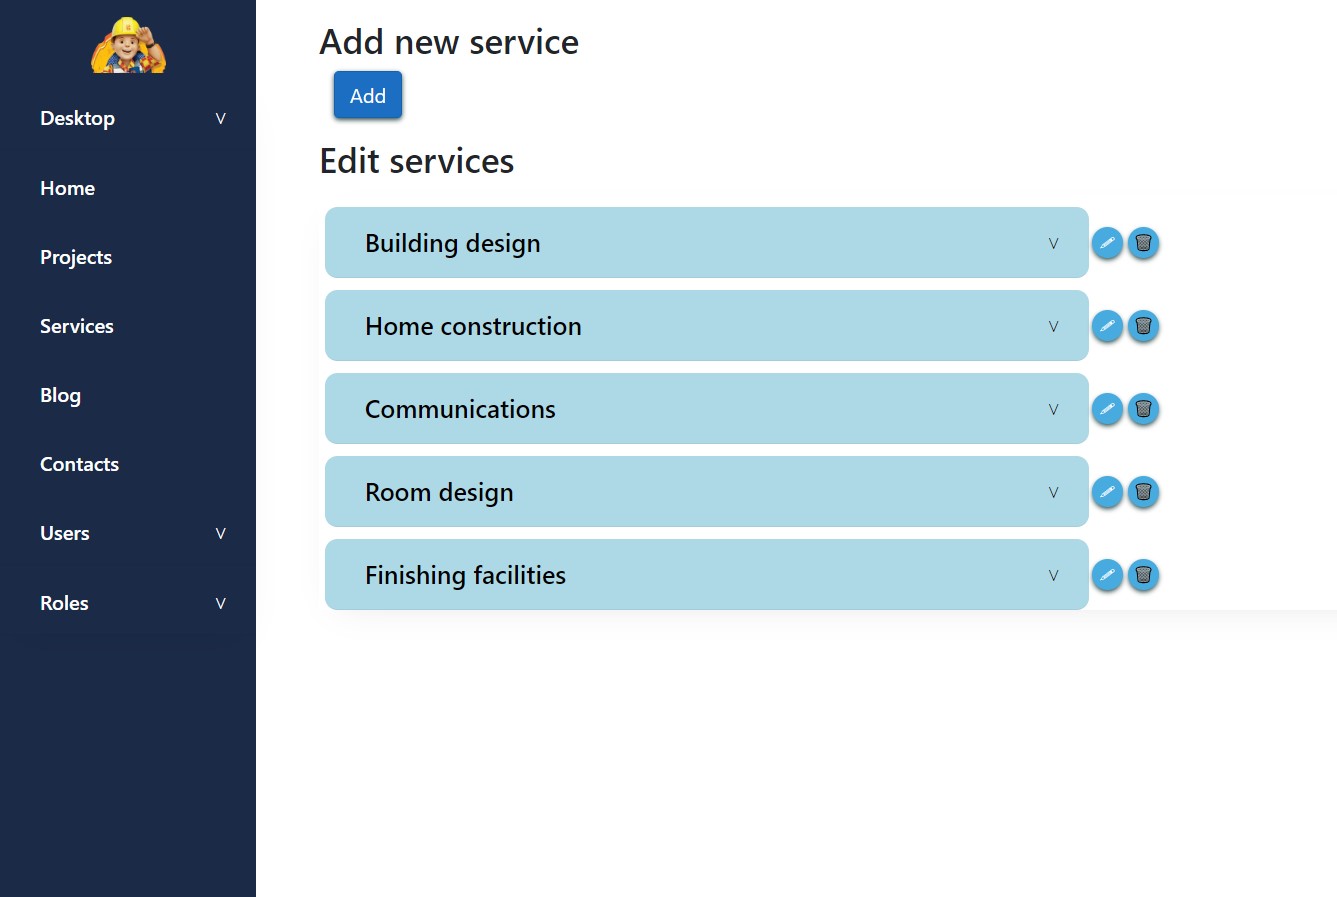 Add new service
Add
Edit services
Desktop V
Home
Projects
Services
Blog
Contacts
Users V
Roles V
Building design V
Home construction V
Communications V
Room design V
Finishing facilities V